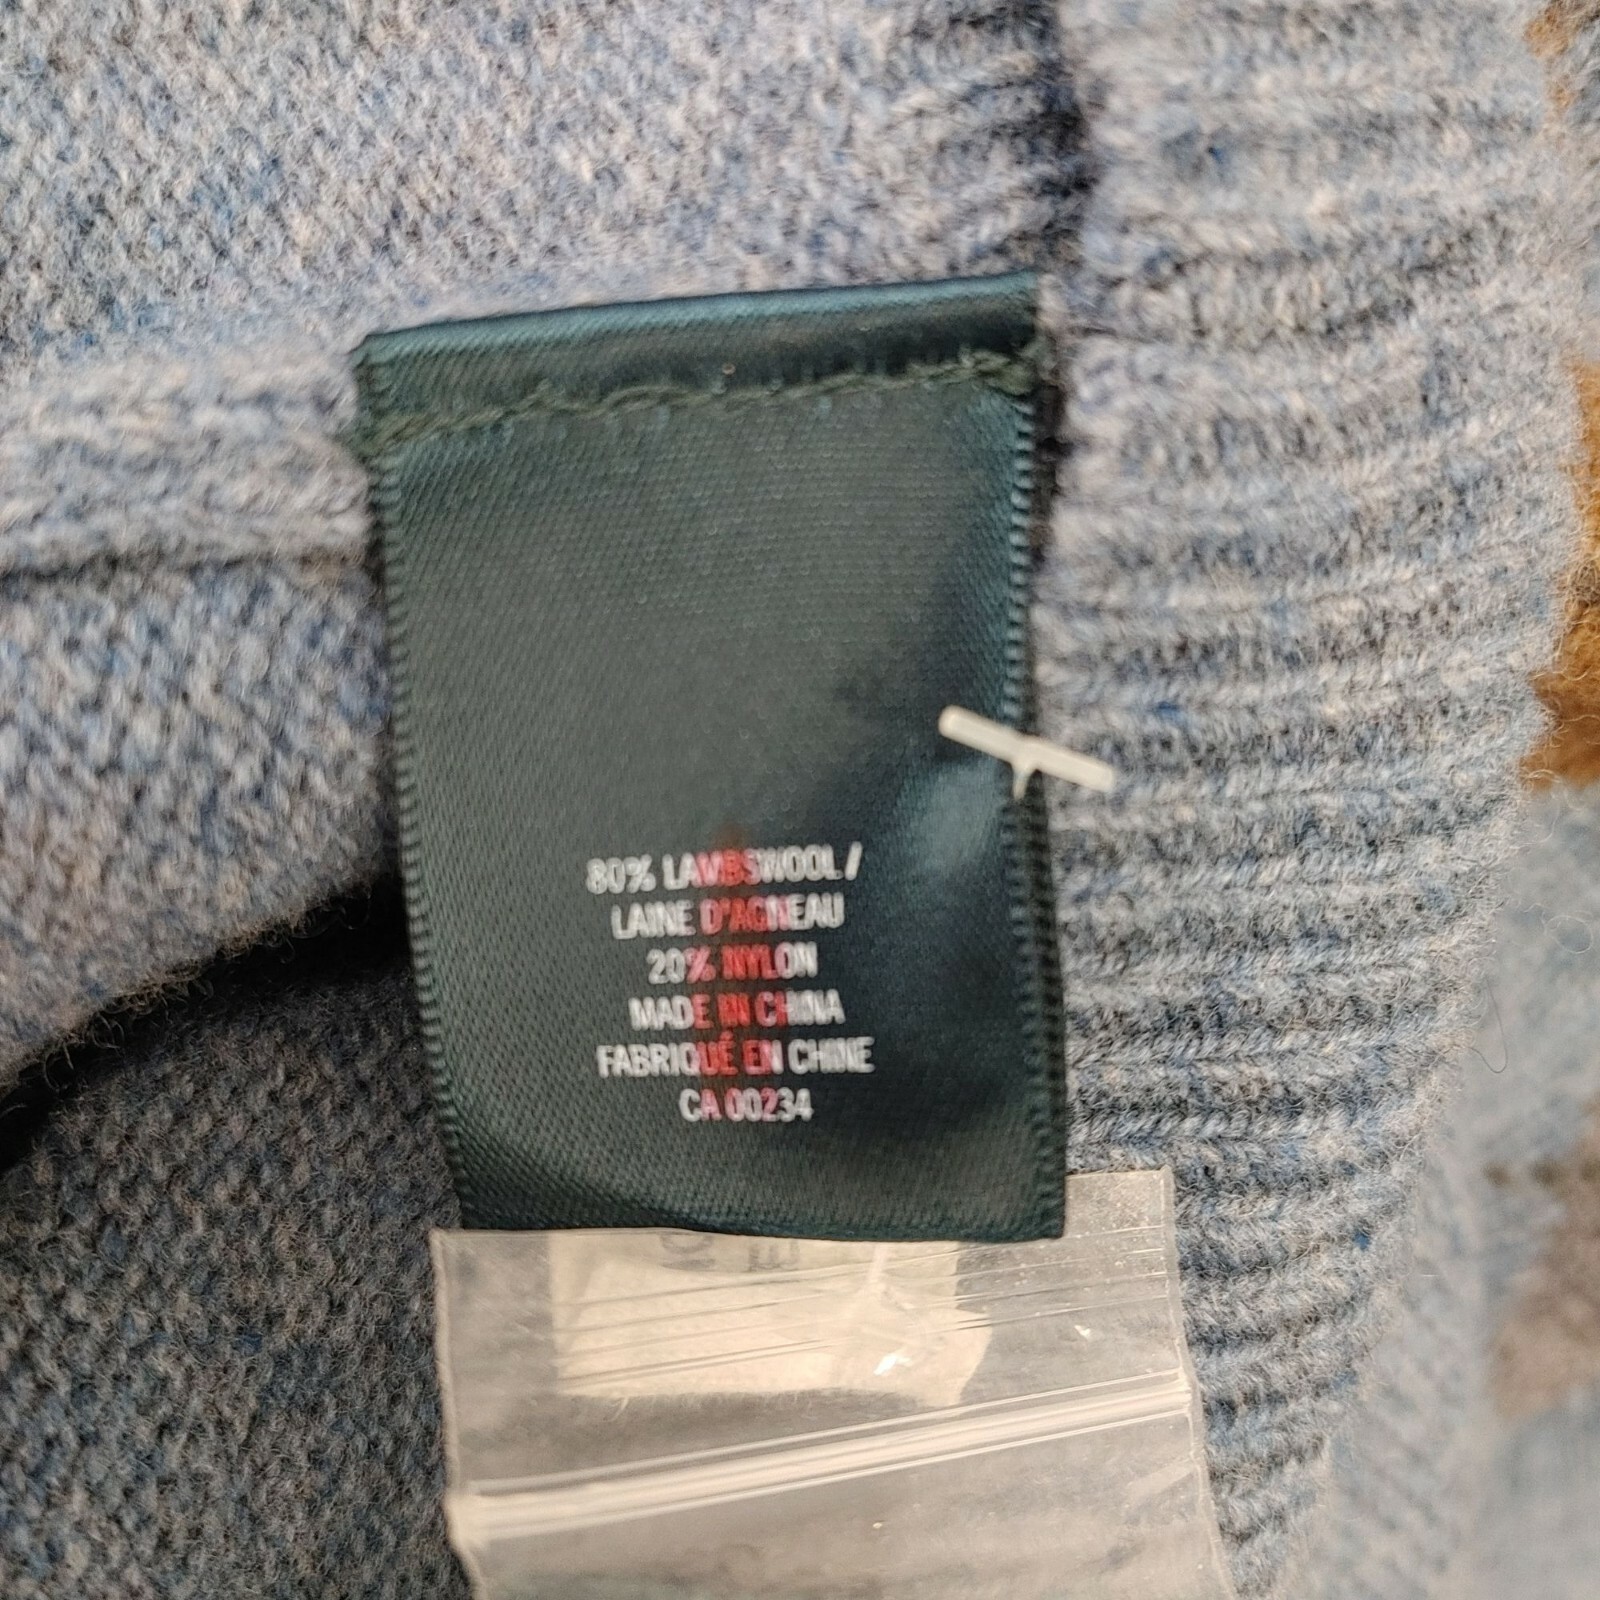 80% LAMBSWOOL /
LAINE D'AGNEAU
20% NYLON
MADE IN CHINA
FABRIQUÉ EN CHINE
CA 00234